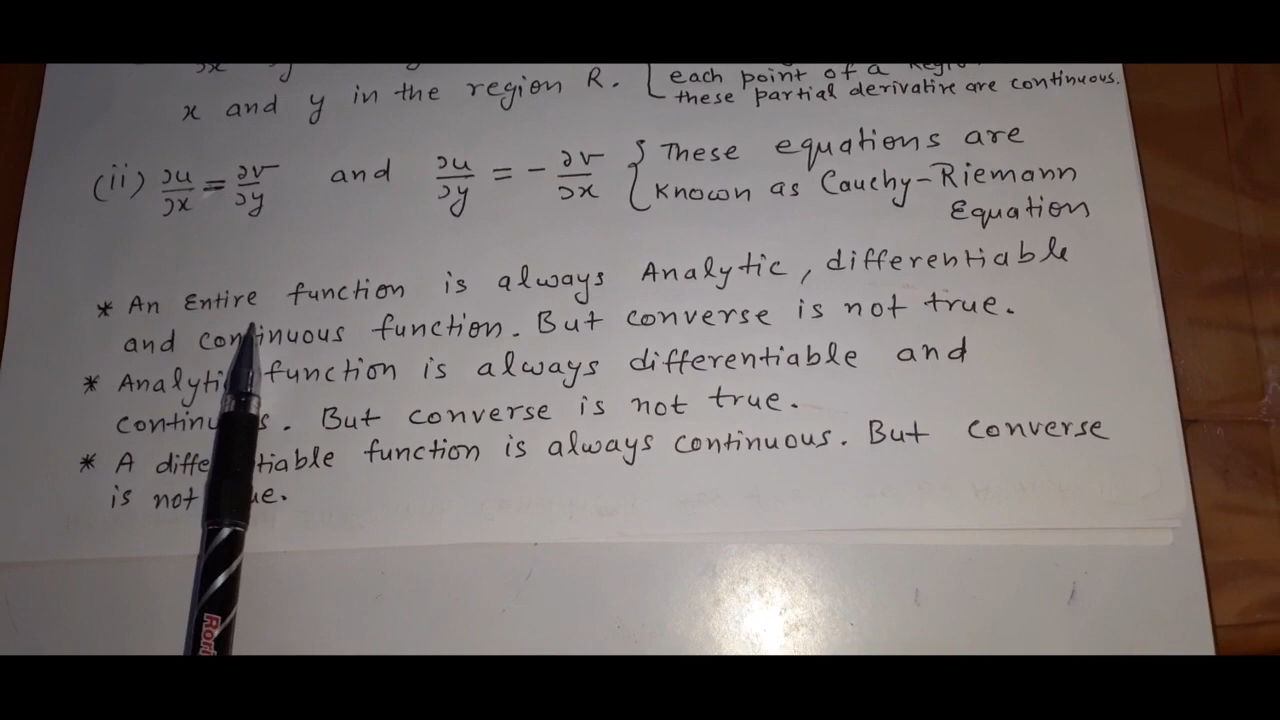 x and y in the region R. each point of a
these partial derivative are continuous.
(ii) ∂u/∂x = ∂v/∂y and ∂u/∂y = - ∂v/∂x { These equations are
known as Cauchy-Riemann
Equation
* An Entire function is always Analytic, differentiable
and continuous function. But converse is not true.
* Analytic function is always differentiable and
continuous. But converse is not true.
* A differentiable function is always continuous. But converse
is not true.
Rori